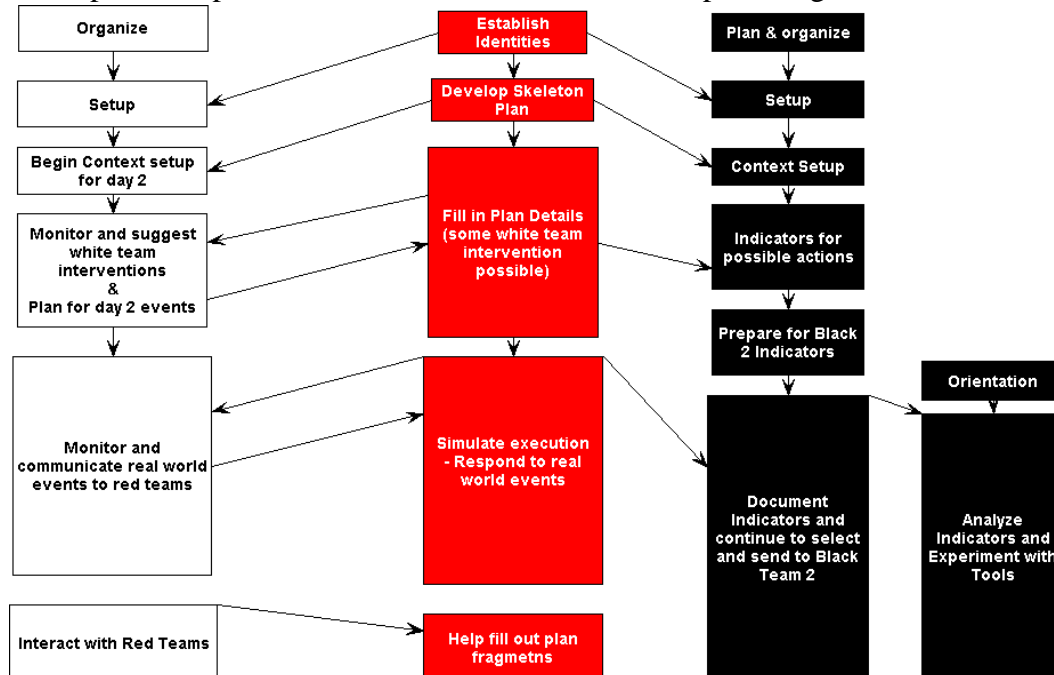 Organize
Setup
Begin Context setup
for day 2
Monitor and suggest
white team
interventions
&
Plan for day 2 events
Monitor and
communicate real world
events to red teams
Interact with Red Teams
Establish
Identities
Develop Skeleton
Plan
Fill in Plan Details
(some white team
intervention
possible)
Simulate execution
- Respond to real
world events
Help fill out plan
fragmetns
Plan & organize
Setup
Context Setup
Indicators for
possible actions
Prepare for Black
2 Indicators
Document
Indicators and
continue to select
and send to Black
Team 2
Orientation
Analyze
Indicators and
Experiment with
Tools